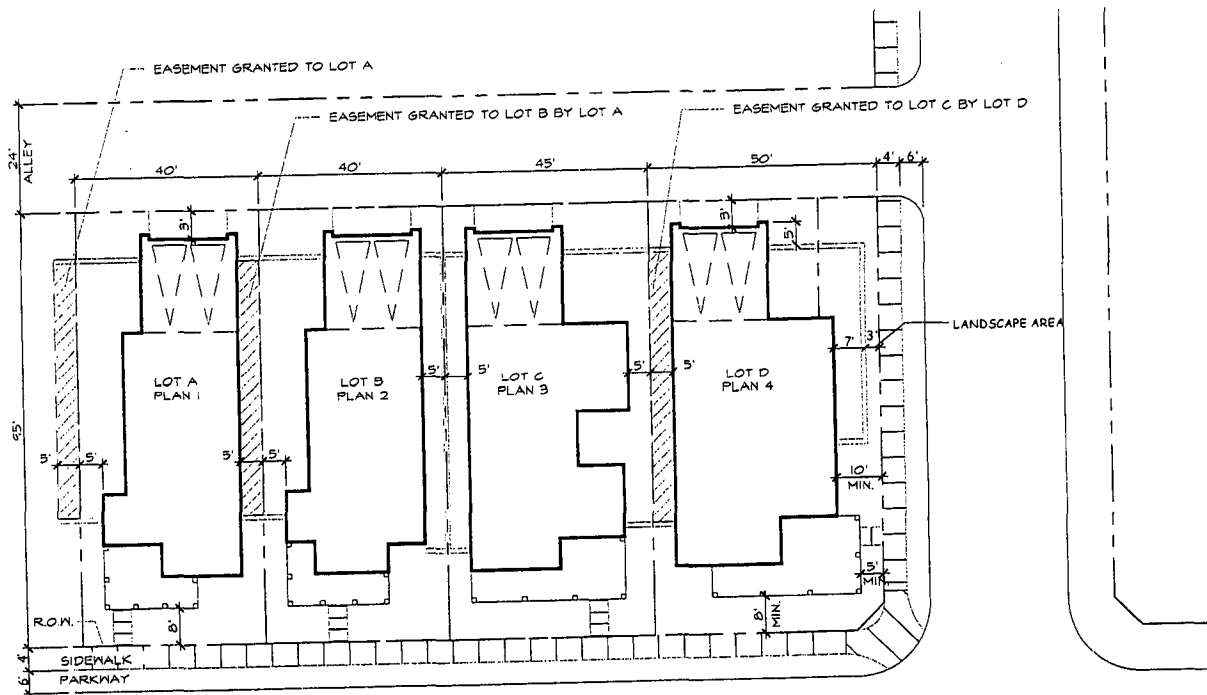 EASEMENT GRANTED TO LOT A
EASEMENT GRANTED TO LOT B BY LOT A
EASEMENT GRANTED TO LOT C BY LOT D
24'
ALLEY
40'
40'
45'
50'
4'
6'
3'
3'
5'
LANDSCAPE AREA
7'
3'
LOT A
PLAN 1
LOT B
PLAN 2
LOT C
PLAN 3
LOT D
PLAN 4
5'
5'
5'
5'
95'
5'
5'
5'
5'
10'
MIN.
5'
MIN.
8'
8'
MIN.
R.O.W.
SIDEWALK
4'
PARKWAY
6'